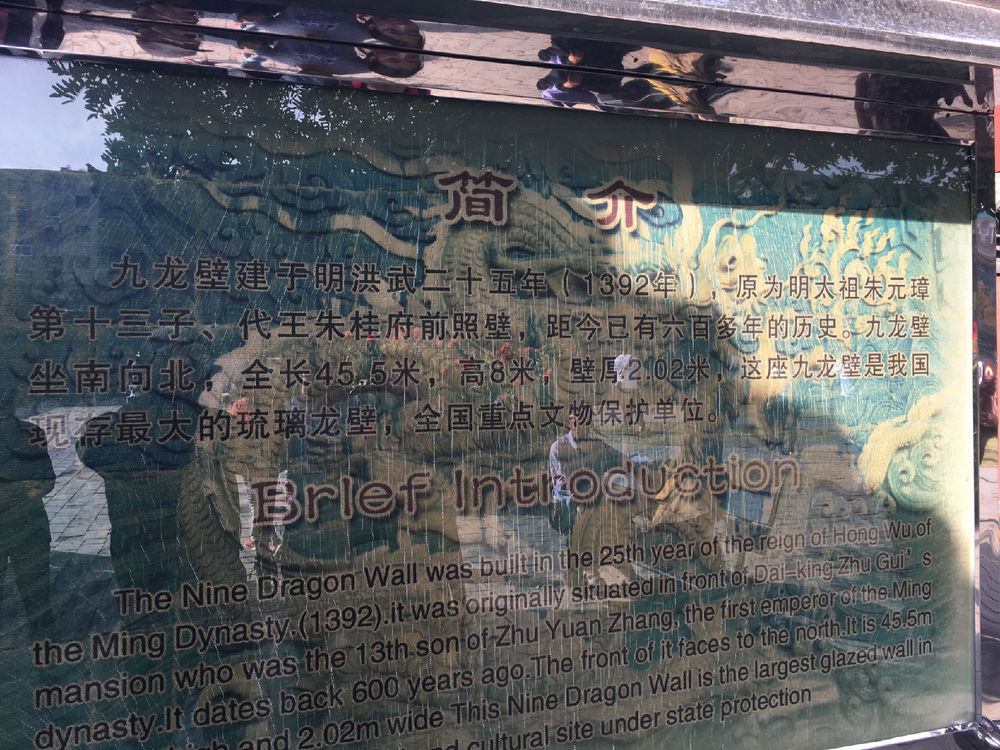 简 介
九龙壁建于明洪武二十五年（1392年），原为明太祖朱元璋
第十三子、代王朱桂府前照壁，距今已有六百多年的历史。九龙壁
坐南向北，全长45.5米，高8米，壁厚2.02米，这座九龙壁是我国
现存最大的琉璃龙壁，全国重点文物保护单位。
Brief Introduction
The Nine Dragon Wall was built in the 25th year of the reign of Hong Wu of
the Ming Dynasty.(1392).it was originally situated in front of Dai-king Zhu Gui's
mansion who was the 13th son of Zhu Yuan Zhang, the first emperor of the Ming
dynasty.It dates back 600 years ago.The front of it faces to the north.It is 45.5m
high and 2.02m wide This Nine Dragon Wall is the largest glazed wall in
cultural site under state protection